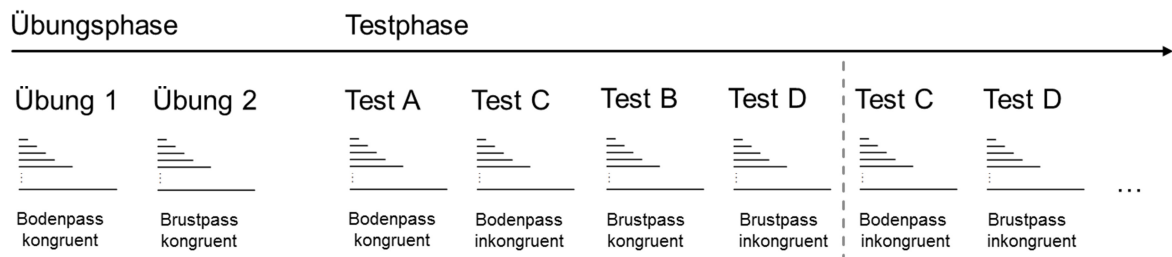 Übungsphase Testphase
Übung 1 Übung 2 Test A Test C Test B Test D Test C Test D
...
Bodenpass Brustpass Bodenpass Bodenpass Brustpass Brustpass Bodenpass Brustpass
kongruent kongruent kongruent inkongruent kongruent inkongruent inkongruent inkongruent